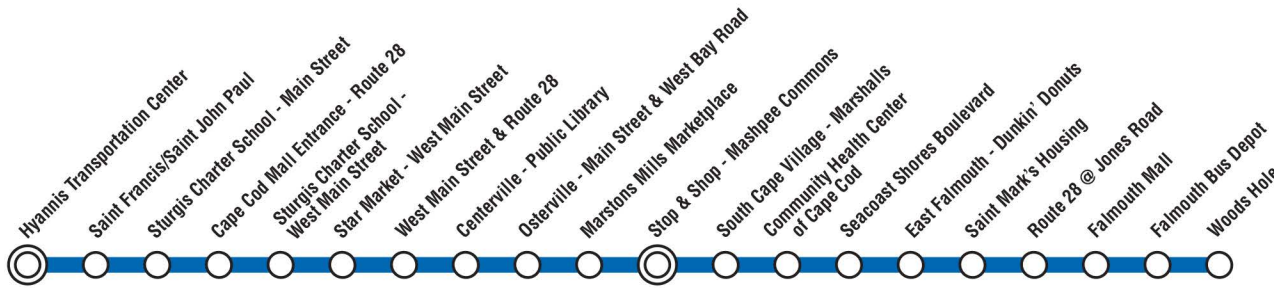 Hyannis Transportation Center
Saint Francis/Saint John Paul
Sturgis Charter School - Main Street
Cape Cod Mall Entrance - Route 28
Sturgis Charter School -
West Main Street
Star Market - West Main Street
West Main Street & Route 28
Centerville - Public Library
Osterville - Main Street & West Bay Road
Marstons Mills Marketplace
Stop & Shop - Mashpee Commons
South Cape Village - Marshalls
Community Health Center
of Cape Cod
Seacoast Shores Boulevard
East Falmouth - Dunkin' Donuts
Saint Mark's Housing
Route 28 @ Jones Road
Falmouth Mall
Falmouth Bus Depot
Woods Hole